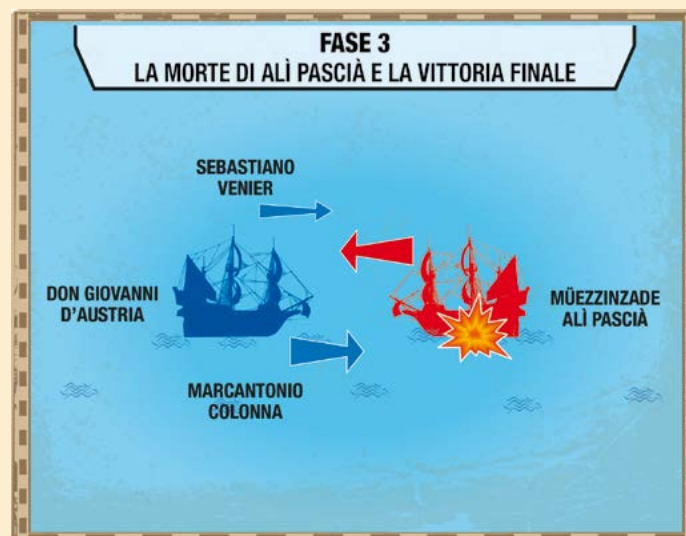 FASE 3
LA MORTE DI ALÌ PASCIÀ E LA VITTORIA FINALE
SEBASTIANO
VENIER
DON GIOVANNI
D'AUSTRIA
MÜEZZINZADE
ALÌ PASCIÀ
MARCANTONIO
COLONNA